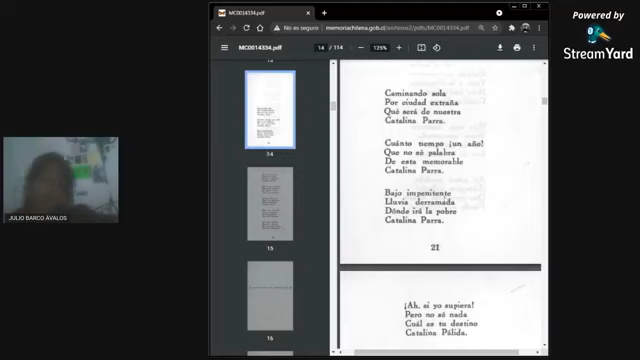 Powered by
StreamYard
MC0014334.pdf
No es seguro
memoriachilena.gob.cl/archivos2/pdfs/MC0014334.pdf
MC0014334.pdf
14 / 114
125%
14
15
16
Caminando sola
Por ciudad extraña
Qué será de nuestra
Catalina Parra.
Cuánto tiempo ¡un año!
Que no sé palabra
De esta memorable
Catalina Parra.
Bajo impenitente
Lluvia derramada
Dónde irá la pobre
Catalina Parra.
21
¡Ah, si yo supiera!
Pero no sé nada
Cuál es tu destino
Catalina Pálida.
JULIO BARCO ÁVALOS